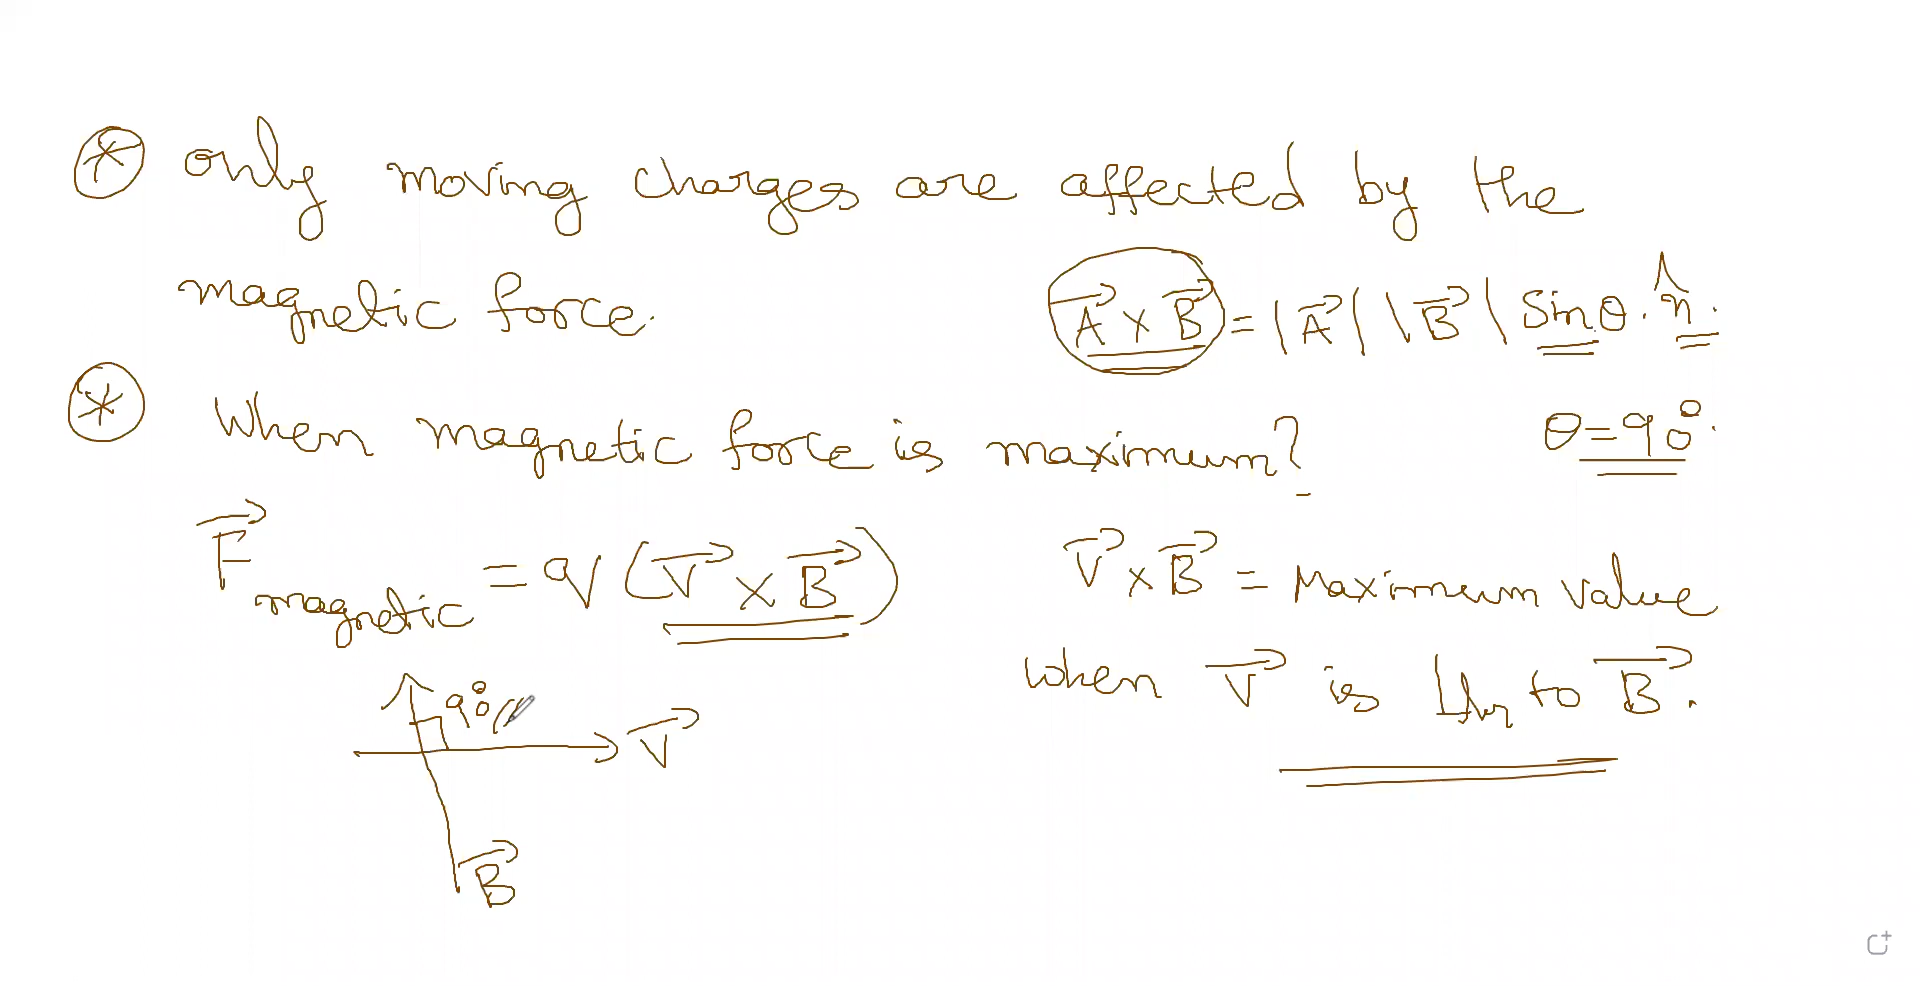 * only moving charges are affected by the
magnetic force.
A⃗ × B⃗ = |A⃗| |B⃗| Sinθ. n̂.
* When magnetic force is maximum?
θ = 90°.
F⃗magnetic = q (V⃗ × B⃗)
V⃗ × B⃗ = Maximum value
when V⃗ is ⊥r to B⃗.
90°
V⃗
B⃗